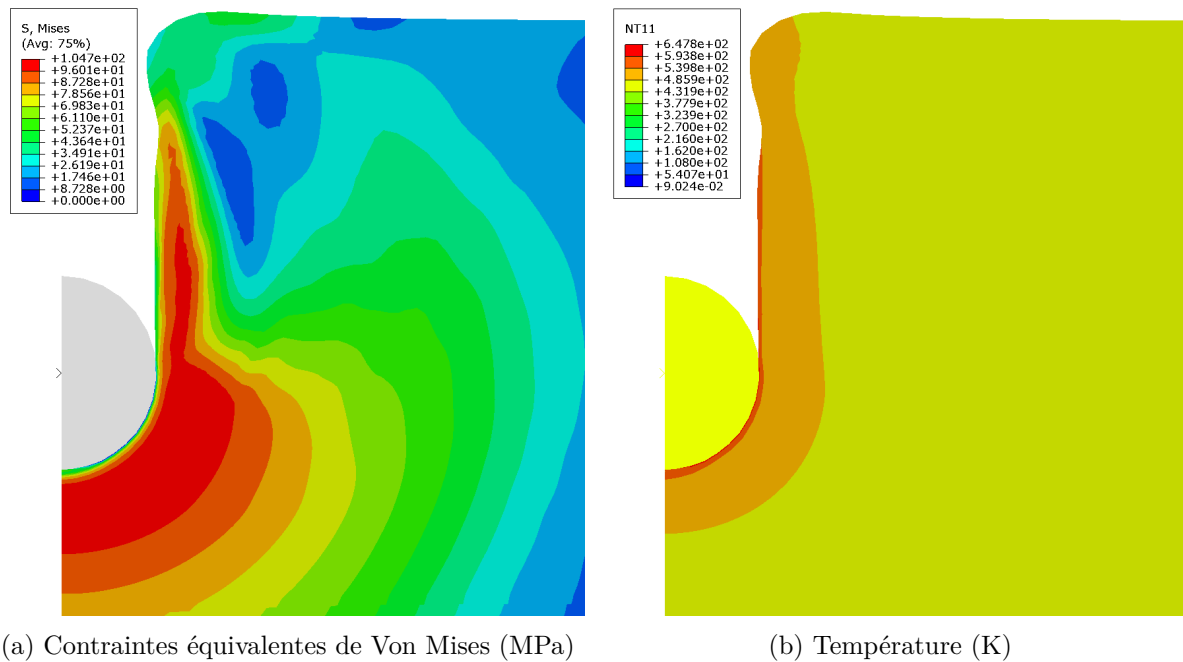 S, Mises
(Avg: 75%)
+1.047e+02
+9.601e+01
+8.728e+01
+7.856e+01
+6.983e+01
+6.110e+01
+5.237e+01
+4.364e+01
+3.491e+01
+2.619e+01
+1.746e+01
+8.728e+00
+0.000e+00
NT11
+6.478e+02
+5.938e+02
+5.398e+02
+4.859e+02
+4.319e+02
+3.779e+02
+3.239e+02
+2.700e+02
+2.160e+02
+1.620e+02
+1.080e+02
+5.407e+01
+9.024e-02
(a) Contraintes équivalentes de Von Mises (MPa)
(b) Température (K)